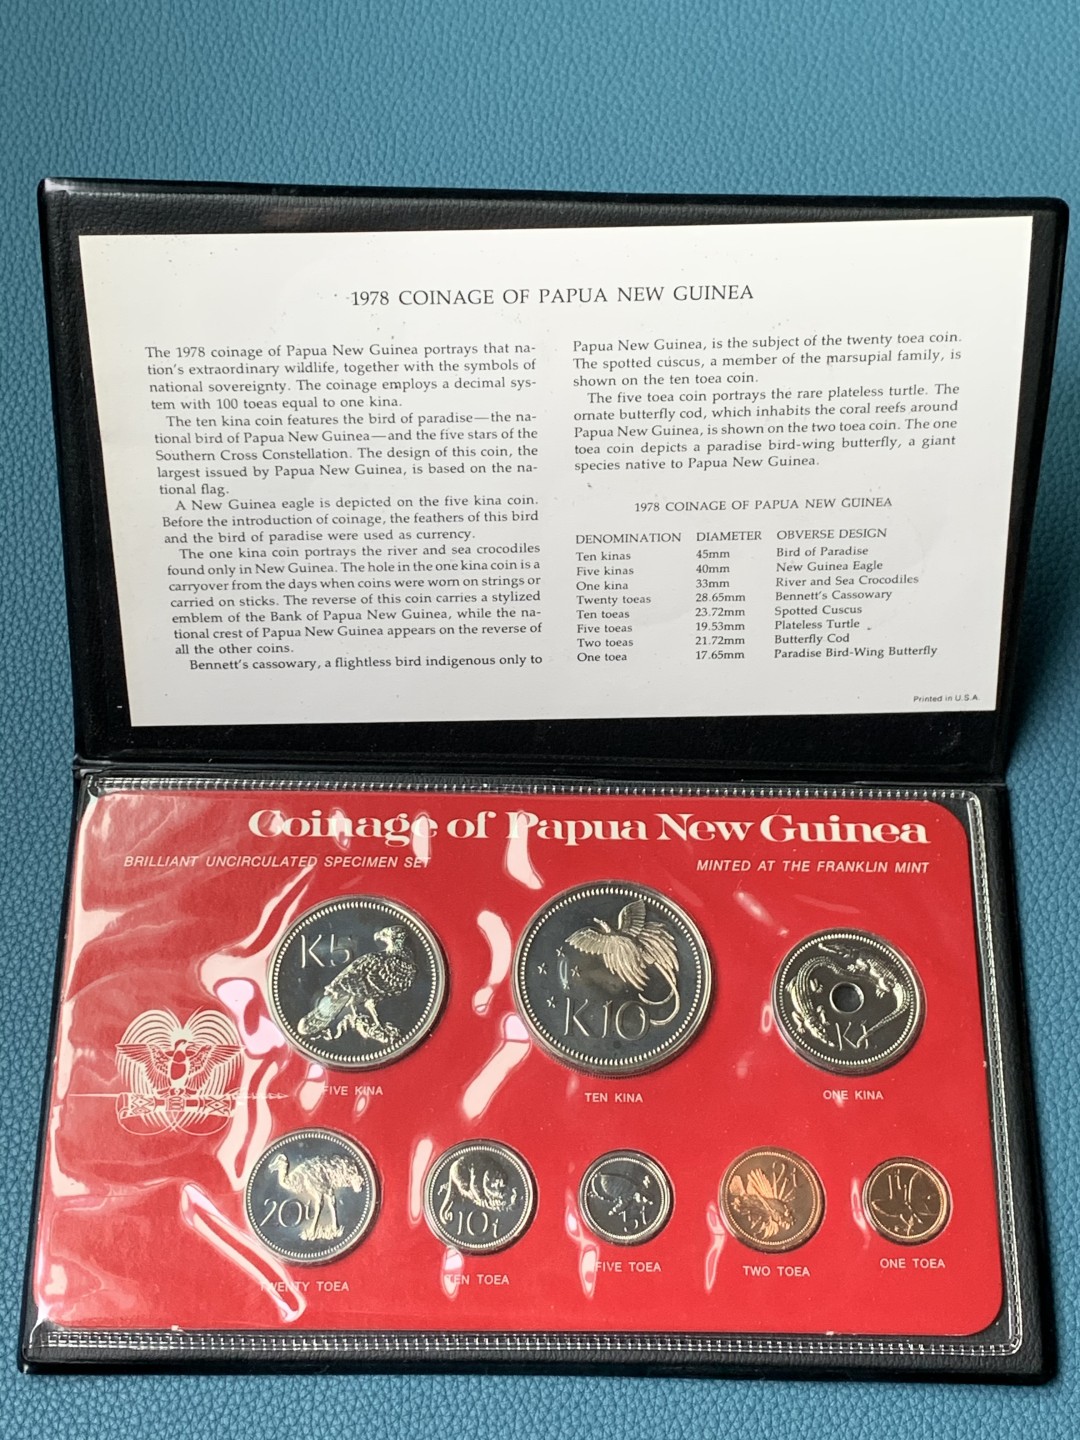 1978 COINAGE OF PAPUA NEW GUINEA
The 1978 coinage of Papua New Guinea portrays that na-
tion's extraordinary wildlife, together with the symbols of
national sovereignty. The coinage employs a decimal sys-
tem with 100 toeas equal to one kina.
The ten kina coin features the bird of paradise—the na-
tional bird of Papua New Guinea—and the five stars of the
Southern Cross Constellation. The design of this coin, the
largest issued by Papua New Guinea, is based on the na-
tional flag.
A New Guinea eagle is depicted on the five kina coin.
Before the introduction of coinage, the feathers of this bird
and the bird of paradise were used as currency.
The one kina coin portrays the river and sea crocodiles
found only in New Guinea. The hole in the one kina coin is a
carryover from the days when coins were worn on strings or
carried on sticks. The reverse of this coin carries a stylized
emblem of the Bank of Papua New Guinea, while the na-
tional crest of Papua New Guinea appears on the reverse of
all the other coins.
Bennett's cassowary, a flightless bird indigenous only to
Papua New Guinea, is the subject of the twenty toea coin.
The spotted cuscus, a member of the marsupial family, is
shown on the ten toea coin.
The five toea coin portrays the rare plateless turtle. The
ornate butterfly cod, which inhabits the coral reefs around
Papua New Guinea, is shown on the two toea coin. The one
toea coin depicts a paradise bird-wing butterfly, a giant
species native to Papua New Guinea.
1978 COINAGE OF PAPUA NEW GUINEA
DENOMINATION DIAMETER OBVERSE DESIGN
Ten kinas 45mm Bird of Paradise
Five kinas 40mm New Guinea Eagle
One kina 33mm River and Sea Crocodiles
Twenty toeas 28.65mm Bennett's Cassowary
Ten toeas 23.72mm Spotted Cuscus
Five toeas 19.53mm Plateless Turtle
Two toeas 21.72mm Butterfly Cod
One toea 17.65mm Paradise Bird-Wing Butterfly
Printed in U.S.A.
Coinage of Papua New Guinea
BRILLIANT UNCIRCULATED SPECIMEN SET MINTED AT THE FRANKLIN MINT
K5
K10
K1
FIVE KINA
TEN KINA
ONE KINA
20t
10t
5t
2t
1t
TWENTY TOEA
TEN TOEA
FIVE TOEA
TWO TOEA
ONE TOEA